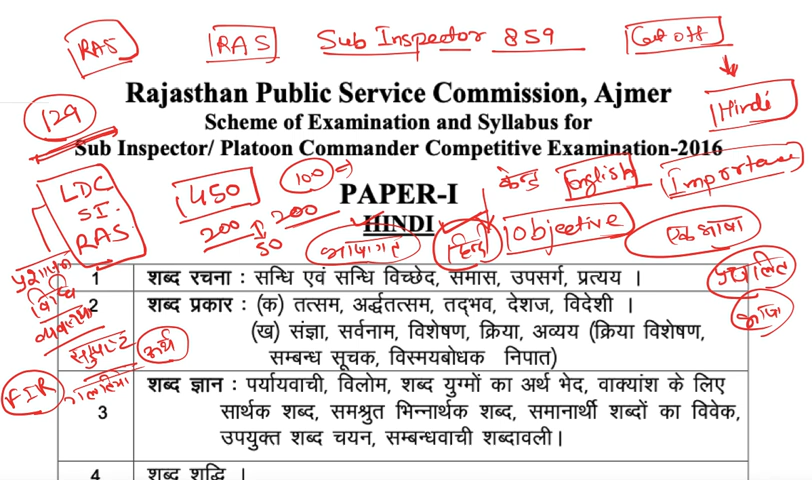 RAS RAS Sub Inspector 859 Cut off
Rajasthan Public Service Commission, Ajmer
129 Hindi
Scheme of Examination and Syllabus for
Sub Inspector/ Platoon Commander Competitive Examination-2016
LDC
SI.
RAS
450 100 केन्द्र English
PAPER-I
200 200
50
HINDI
भाषागत हिन्दी objective एक भाषा
1 शब्द रचना : सन्धि एवं सन्धि विच्छेद, समास, उपसर्ग, प्रत्यय ।
प्रचलित
विधि
2 शब्द प्रकार : (क) तत्सम, अर्द्धतत्सम, तद्भव, देशज, विदेशी ।
(ख) संज्ञा, सर्वनाम, विशेषण, क्रिया, अव्यय (क्रिया विशेषण,
अर्थ
सम्बन्ध सूचक, विस्मयबोधक निपात)
FIR
3 शब्द ज्ञान : पर्यायवाची, विलोम, शब्द युग्मों का अर्थ भेद, वाक्यांश के लिए
सार्थक शब्द, समश्रुत भिन्नार्थक शब्द, समानार्थी शब्दों का विवेक,
उपयुक्त शब्द चयन, सम्बन्धवाची शब्दावली।
4 शब्द शुद्धि ।